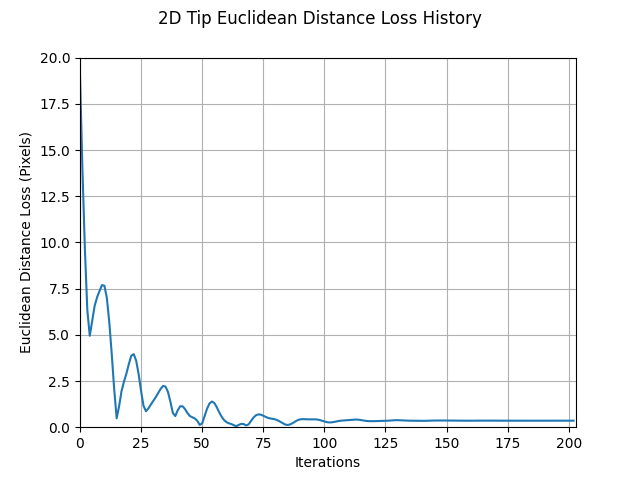 2D Tip Euclidean Distance Loss History
20.0
17.5
15.0
12.5
10.0
7.5
5.0
2.5
0.0
Euclidean Distance Loss (Pixels)
0 25 50 75 100 125 150 175 200
Iterations